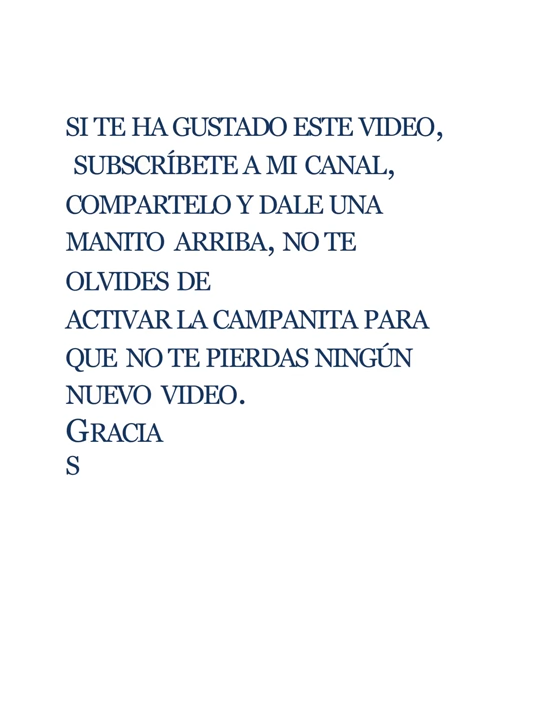 SI TE HA GUSTADO ESTE VIDEO,
SUBSCRÍBETE A MI CANAL,
COMPARTELO Y DALE UNA
MANITO ARRIBA, NO TE
OLVIDES DE
ACTIVAR LA CAMPANITA PARA
QUE NO TE PIERDAS NINGÚN
NUEVO VIDEO.
GRACIA
S